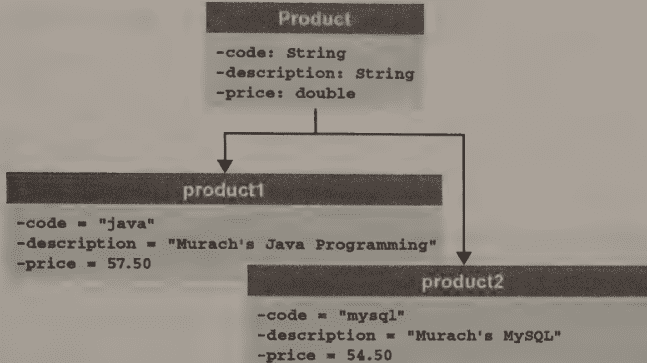 Product
-code: String
-description: String
-price: double
product1
-code = "java"
-description = "Murach's Java Programming"
-price = 57.50
product2
-code = "mysql"
-description = "Murach's MySQL"
-price = 54.50